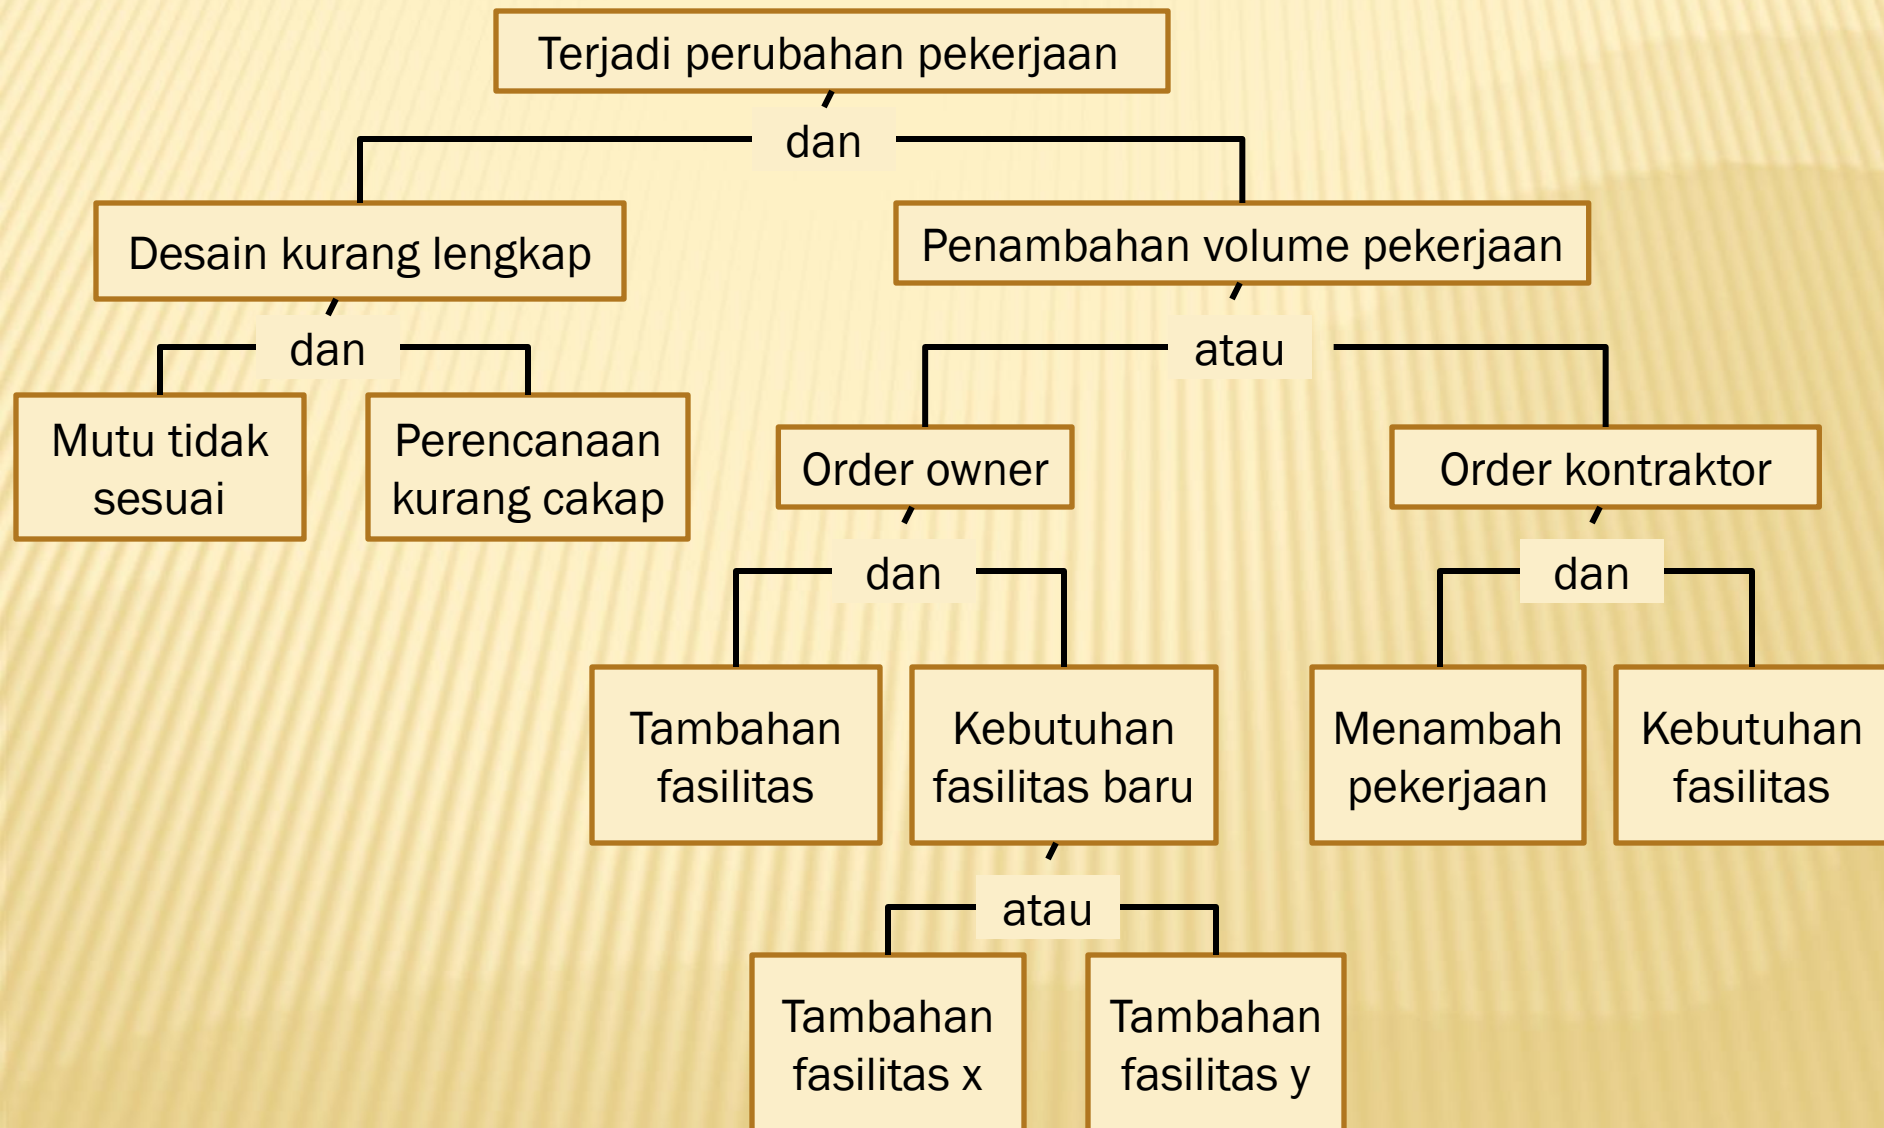 Terjadi perubahan pekerjaan
dan
Desain kurang lengkap
Penambahan volume pekerjaan
dan
atau
Mutu tidak
sesuai
Perencanaan
kurang cakap
Order owner
Order kontraktor
dan
dan
Tambahan
fasilitas
Kebutuhan
fasilitas baru
Menambah
pekerjaan
Kebutuhan
fasilitas
atau
Tambahan
fasilitas x
Tambahan
fasilitas y